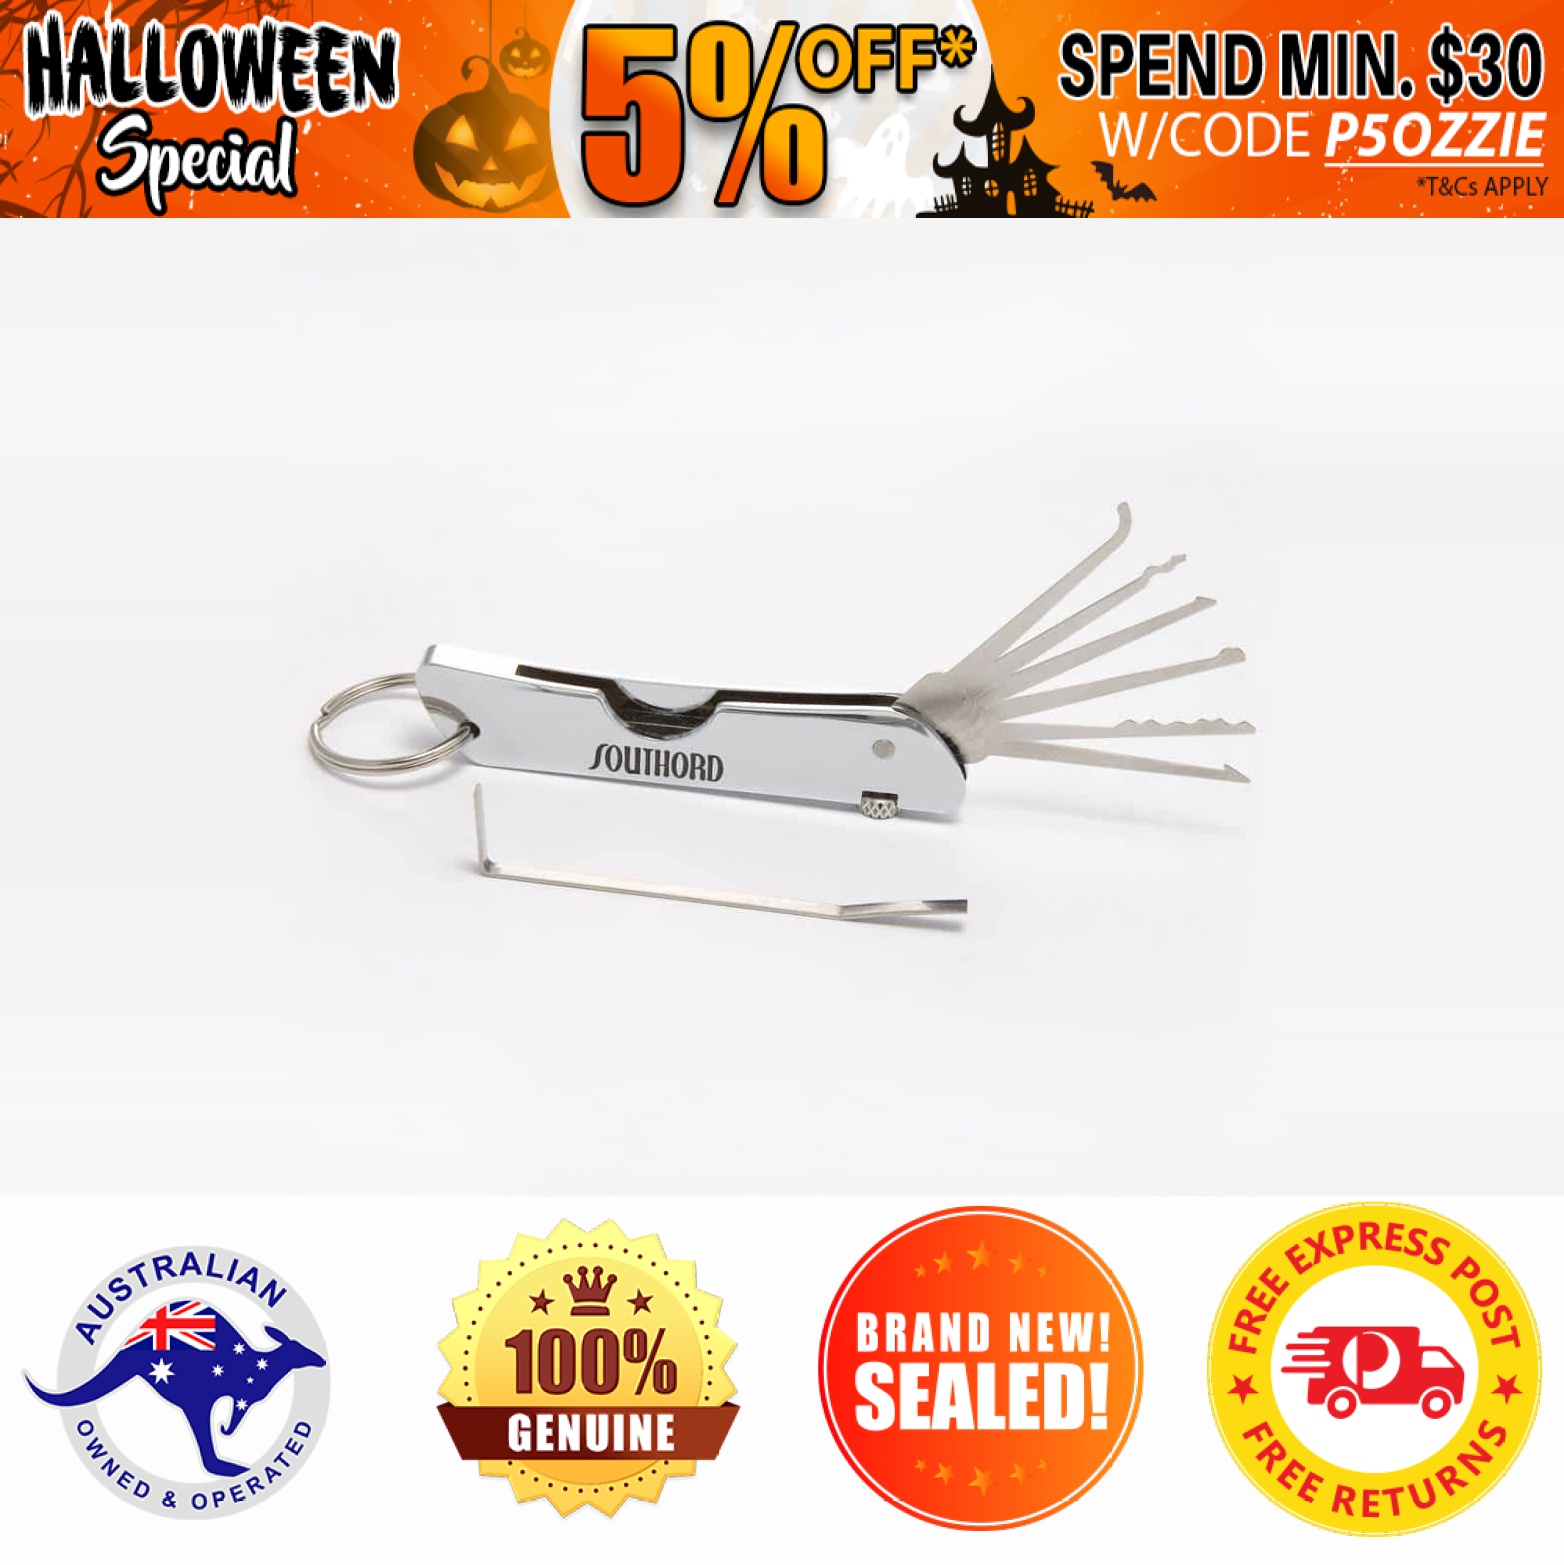 HALLOWEEN
Special
5% OFF*
SPEND MIN. $30
W/CODE P5OZZIE
*T&Cs APPLY
SOUTHORD
AUSTRALIAN
OWNED & OPERATED
100%
GENUINE
BRAND NEW!
SEALED!
FREE EXPRESS POST
P
FREE RETURNS